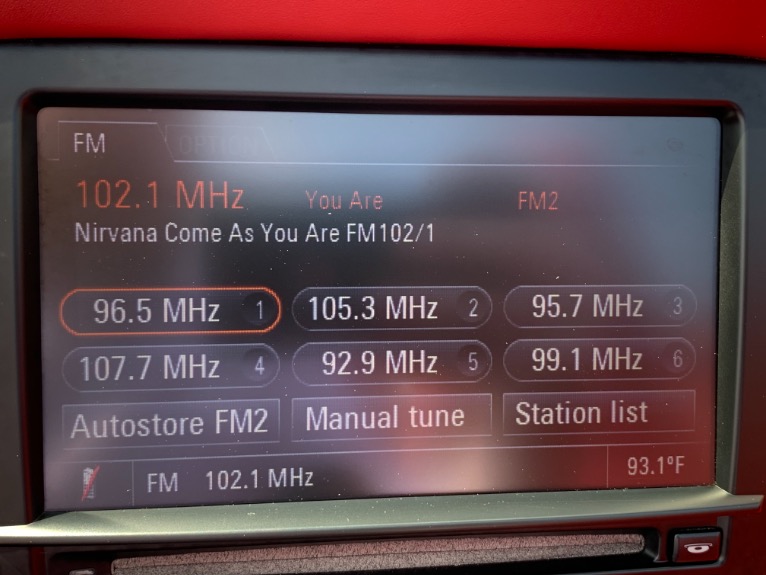 FM OPTION
102.1 MHz You Are FM2
Nirvana Come As You Are FM102/1
96.5 MHz 1 105.3 MHz 2 95.7 MHz 3
107.7 MHz 4 92.9 MHz 5 99.1 MHz 6
Autostore FM2 Manual tune Station list
FM 102.1 MHz 93.1ºF